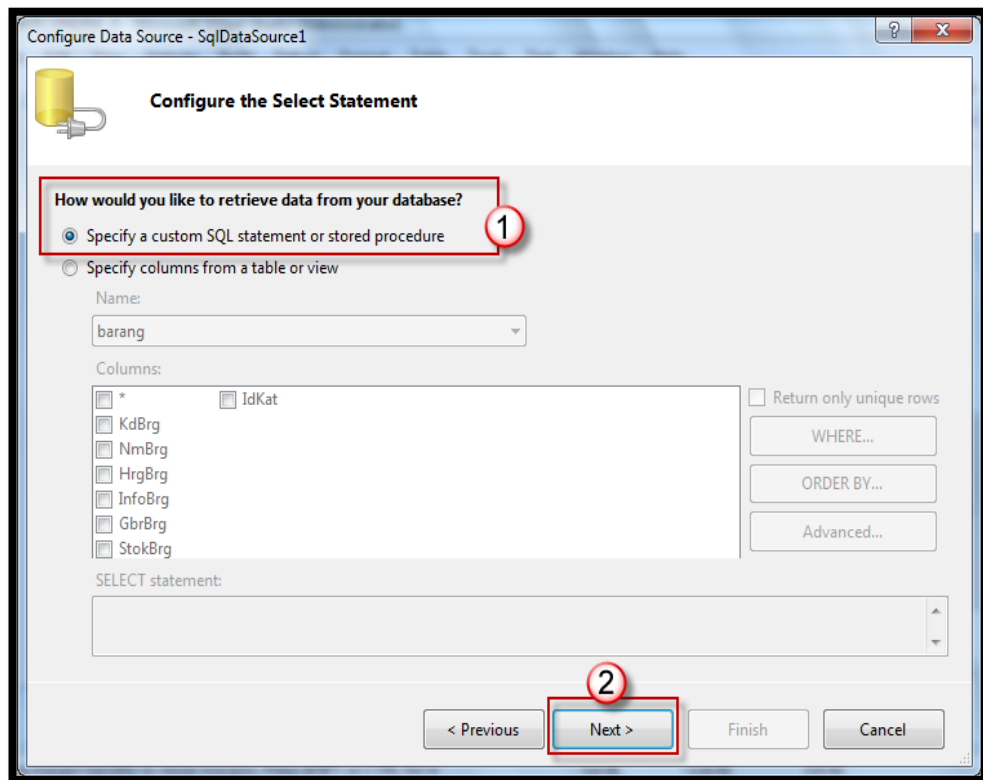 Configure Data Source - SqlDataSource1
? X
Configure the Select Statement
How would you like to retrieve data from your database?
1
Specify a custom SQL statement or stored procedure
Specify columns from a table or view
Name:
barang
Columns:
* IdKat
Return only unique rows
KdBrg
WHERE...
NmBrg
HrgBrg
ORDER BY...
InfoBrg
GbrBrg
Advanced...
StokBrg
SELECT statement:
2
< Previous Next > Finish Cancel